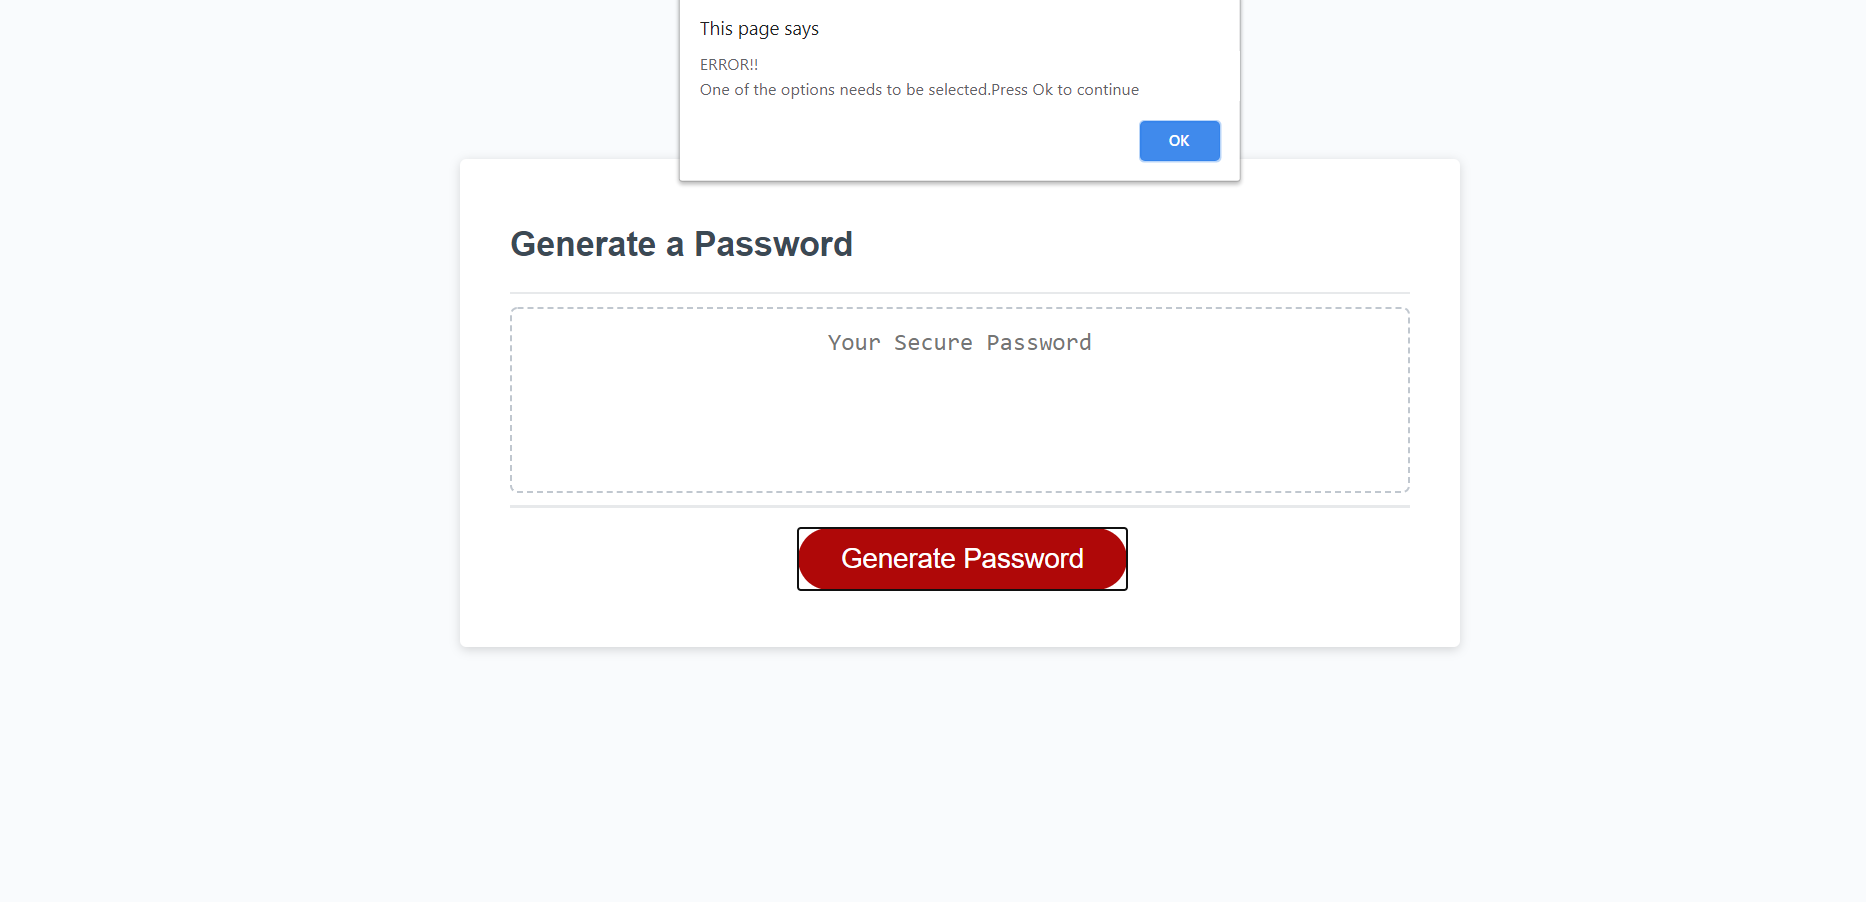 This page says
ERROR!!
One of the options needs to be selected.Press Ok to continue
OK
Generate a Password
Your Secure Password
Generate Password